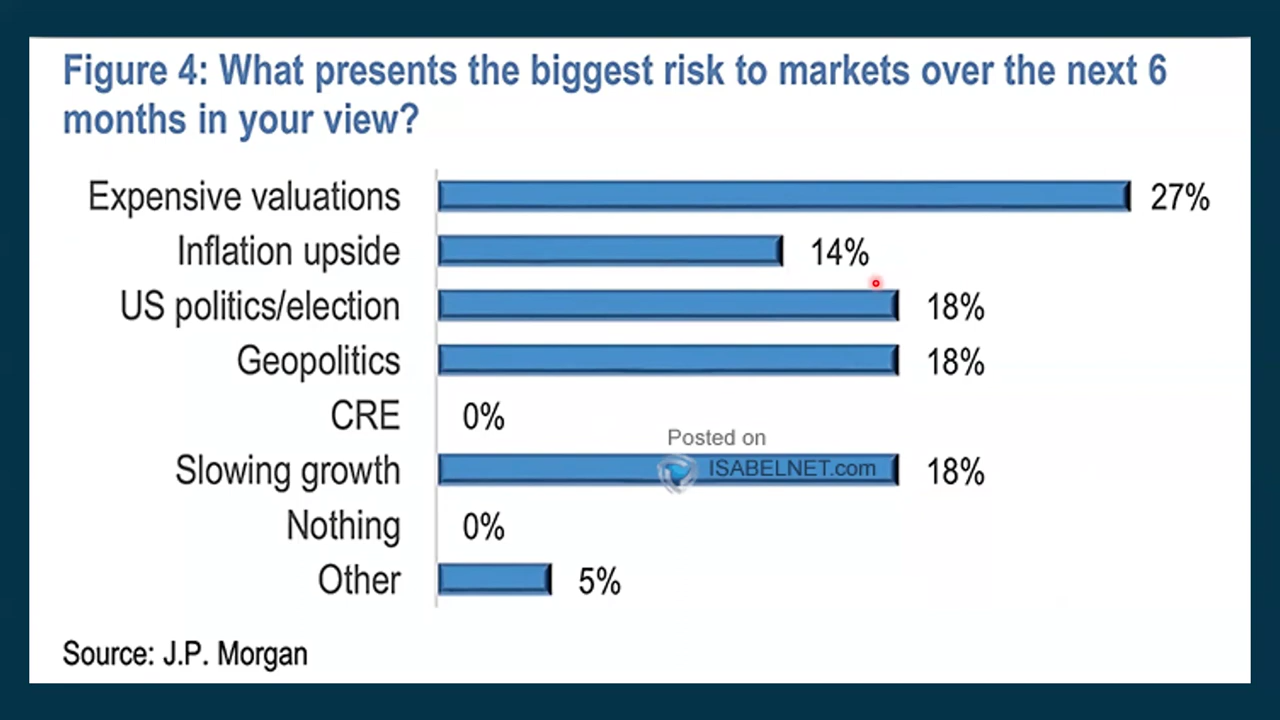 Figure 4: What presents the biggest risk to markets over the next 6
months in your view?
Expensive valuations 27%
Inflation upside 14%
US politics/election 18%
Geopolitics 18%
CRE 0%
Posted on
ISABELNET.com
Slowing growth 18%
Nothing 0%
Other 5%
Source: J.P. Morgan